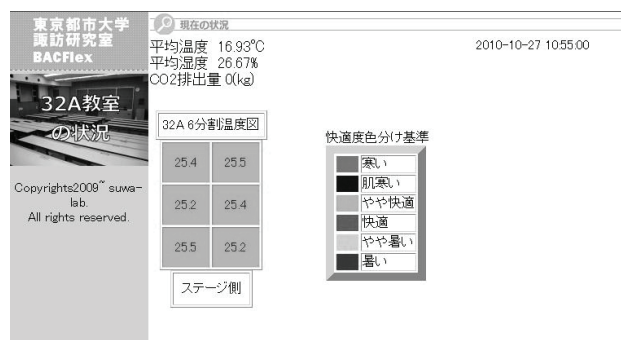 東京都市大学
諏訪研究室
BACFlex
32A教室
の状況
Copyrights2009~ suwa-
lab.
All rights reserved.
現在の状況
平均温度 16.93℃
平均湿度 26.67%
CO2排出量 0(kg)
2010-10-27 10:55:00
32A 6分割温度図
25.4 25.5
25.2 25.4
25.5 25.2
ステージ側
快適度色分け基準
寒い
肌寒い
やや快適
快適
やや暑い
暑い